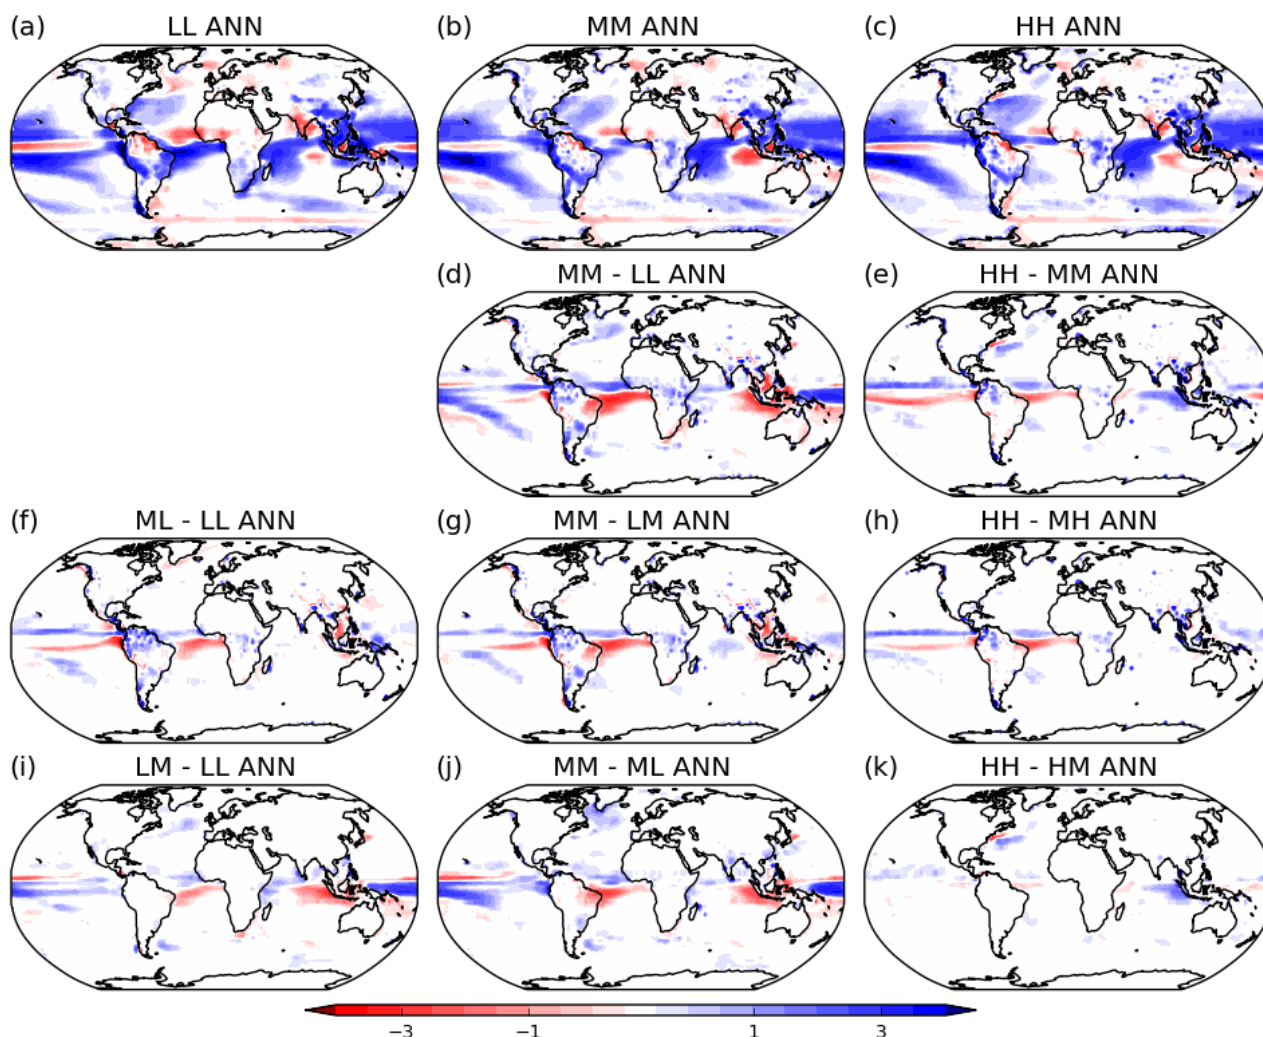 (a) LL ANN
(b) MM ANN
(c) HH ANN
(d) MM - LL ANN
(e) HH - MM ANN
(f) ML - LL ANN
(g) MM - LM ANN
(h) HH - MH ANN
(i) LM - LL ANN
(j) MM - ML ANN
(k) HH - HM ANN
−3 −1 1 3